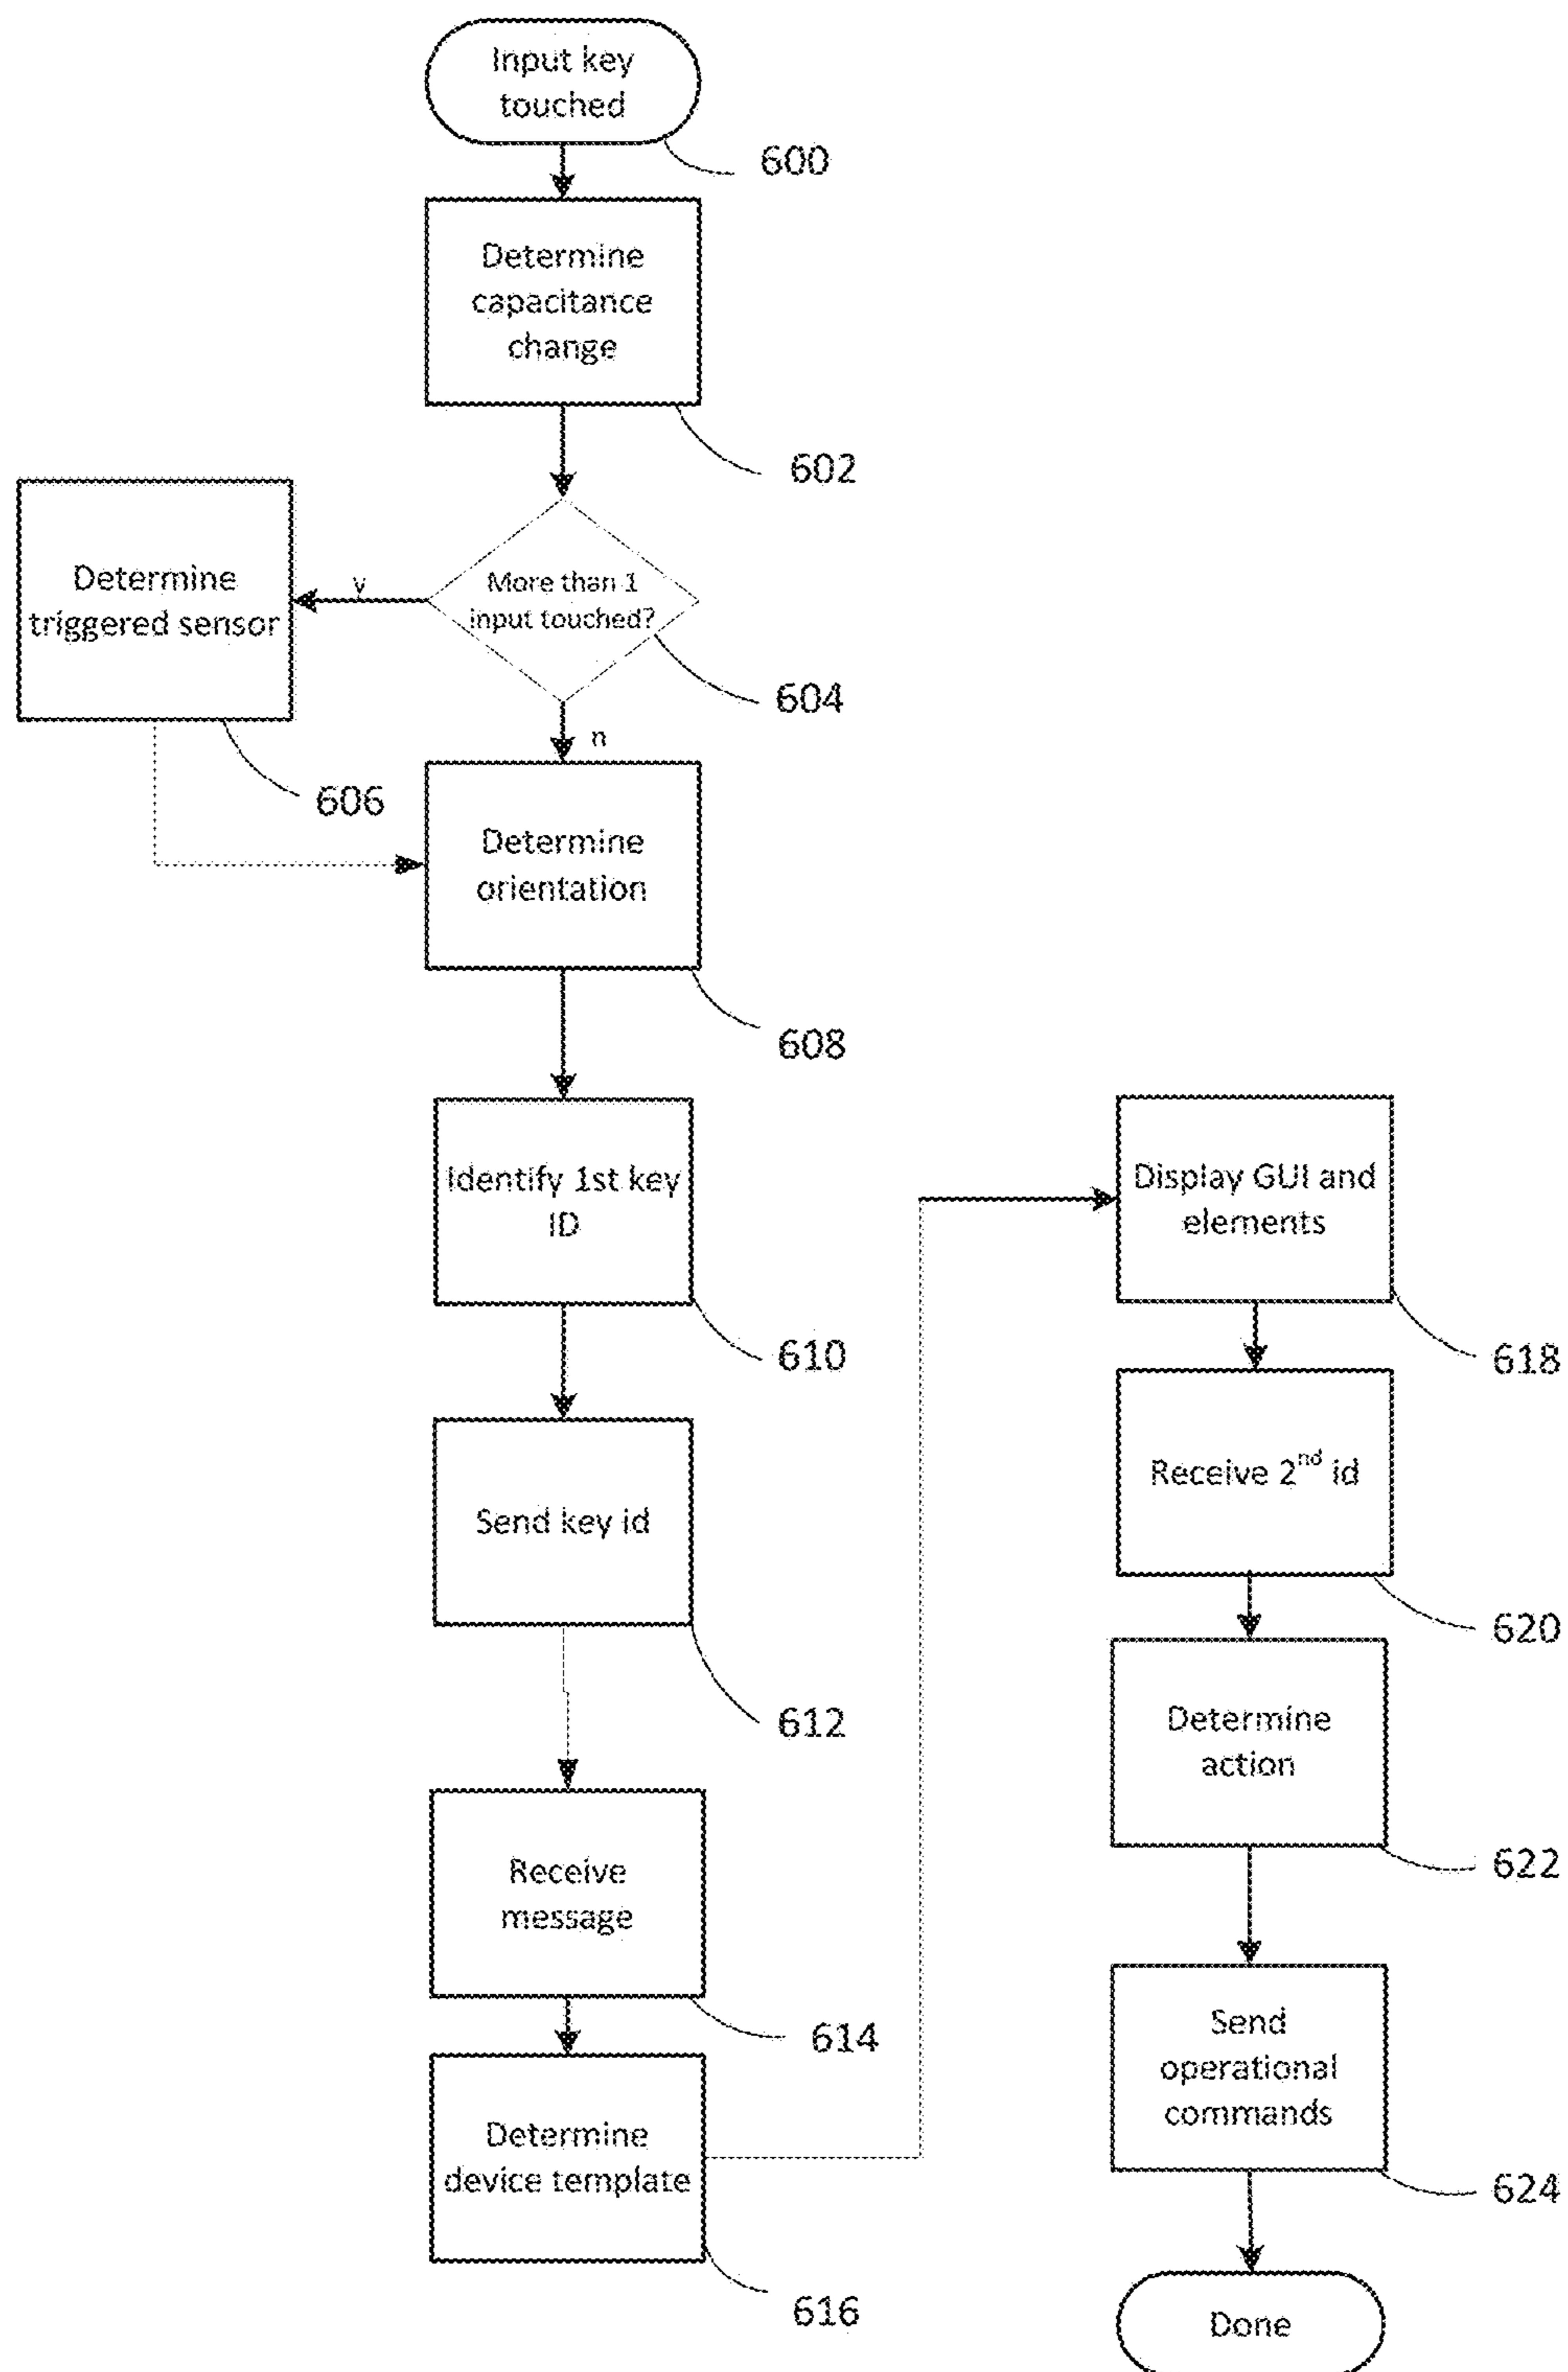 Input key
touched
600
Determine
capacitance
change
602
More than 1
input touched?
604
y
Determine
triggered sensor
606
n
Determine
orientation
608
Identify 1st key
ID
610
Send key id
612
Receive
message
614
Determine
device template
616
Display GUI and
elements
618
Receive 2nd id
620
Determine
action
622
Send
operational
commands
624
Done